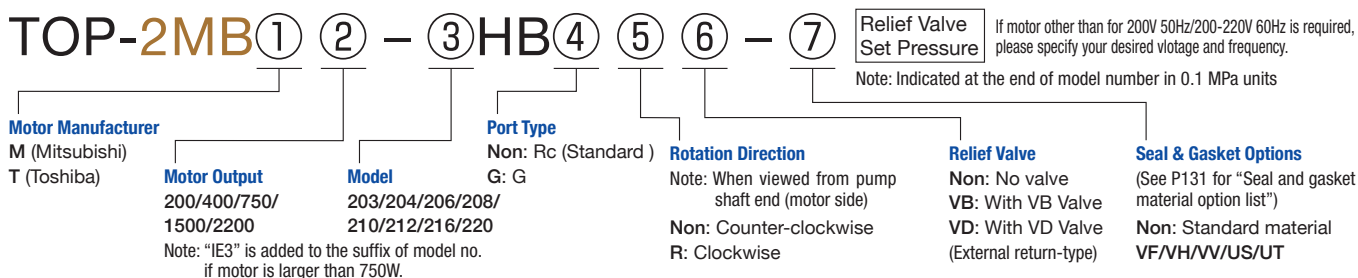 TOP-2MB① ② - ③HB④ ⑤ ⑥ - ⑦
Relief Valve
Set Pressure
If motor other than for 200V 50Hz/200-220V 60Hz is required,
please specify your desired vlotage and frequency.
Note: Indicated at the end of model number in 0.1 MPa units
Motor Manufacturer
M (Mitsubishi)
T (Toshiba)
Motor Output
200/400/750/
1500/2200
Note: “IE3” is added to the suffix of model no.
if motor is larger than 750W.
Model
203/204/206/208/
210/212/216/220
Port Type
Non: Rc (Standard )
G: G
Rotation Direction
Note: When viewed from pump
shaft end (motor side)
Non: Counter-clockwise
R: Clockwise
Relief Valve
Non: No valve
VB: With VB Valve
VD: With VD Valve
(External return-type)
Seal & Gasket Options
(See P131 for “Seal and gasket
material option list”)
Non: Standard material
VF/VH/VV/US/UT